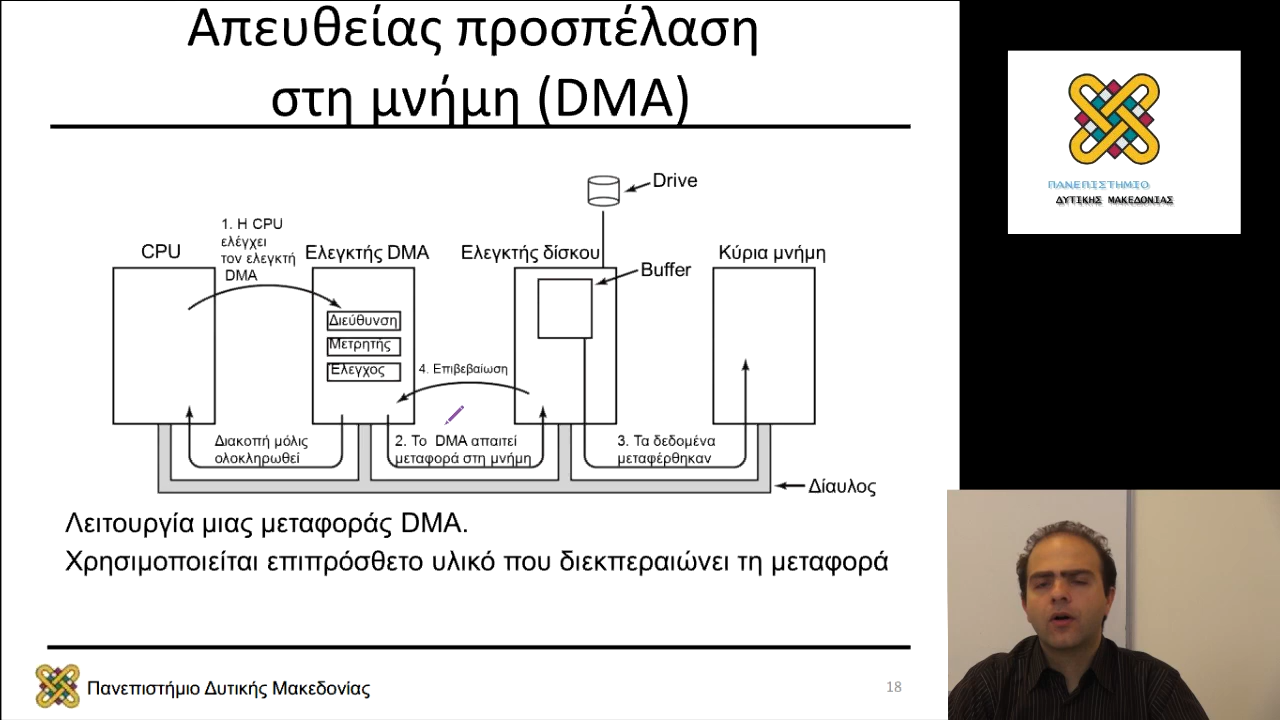 Απευθείας προσπέλαση
στη μνήμη (DMA)
ΠΑΝΕΠΙΣΤΗΜΙΟ
ΔΥΤΙΚΗΣ ΜΑΚΕΔΟΝΙΑΣ
Drive
1. Η CPU
ελέγχει
τον ελεγκτή
DMA
CPU
Ελεγκτής DMA
Ελεγκτής δίσκου
Κύρια μνήμη
Buffer
Διεύθυνση
Μετρητής
Έλεγχος
4. Επιβεβαίωση
Διακοπή μόλις
ολοκληρωθεί
2. Το DMA απαιτεί
μεταφορά στη μνήμη
3. Τα δεδομένα
μεταφέρθηκαν
Δίαυλος
Λειτουργία μιας μεταφοράς DMA.
Χρησιμοποιείται επιπρόσθετο υλικό που διεκπεραιώνει τη μεταφορά
Πανεπιστήμιο Δυτικής Μακεδονίας
18